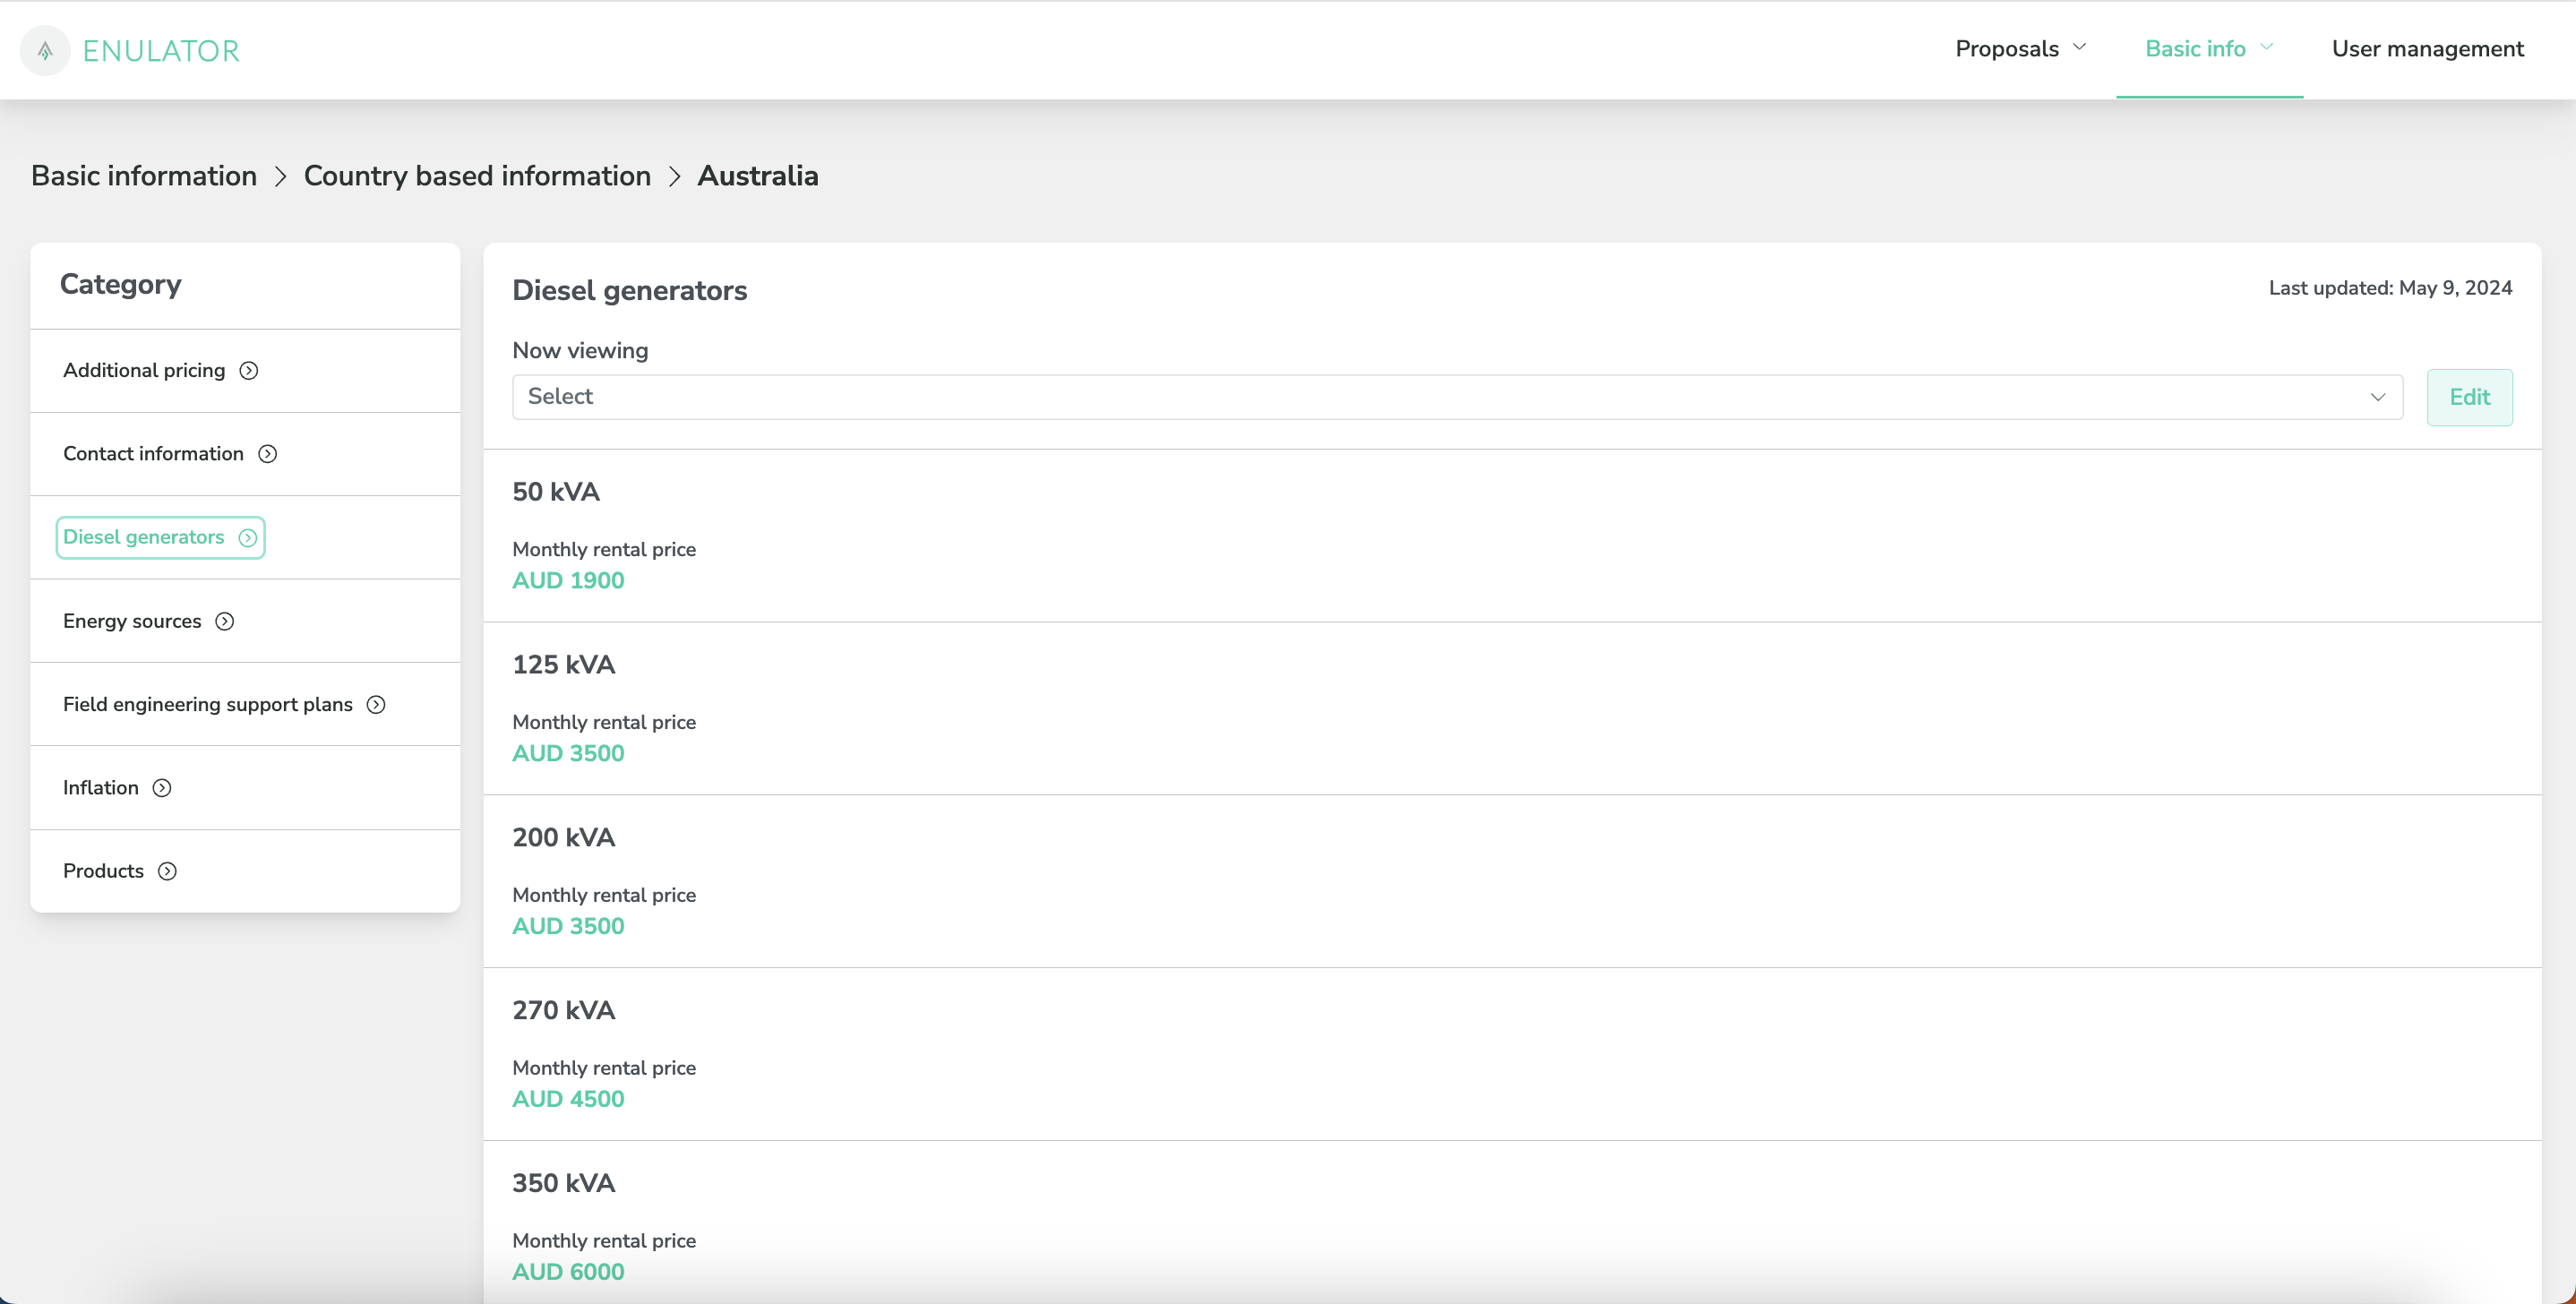 ENULATOR
Proposals
Basic info
User management
Basic information > Country based information > Australia
Category
Additional pricing
Contact information
Diesel generators
Energy sources
Field engineering support plans
Inflation
Products
Diesel generators
Last updated: May 9, 2024
Now viewing
Select
Edit
50 kVA
Monthly rental price
AUD 1900
125 kVA
Monthly rental price
AUD 3500
200 kVA
Monthly rental price
AUD 3500
270 kVA
Monthly rental price
AUD 4500
350 kVA
Monthly rental price
AUD 6000